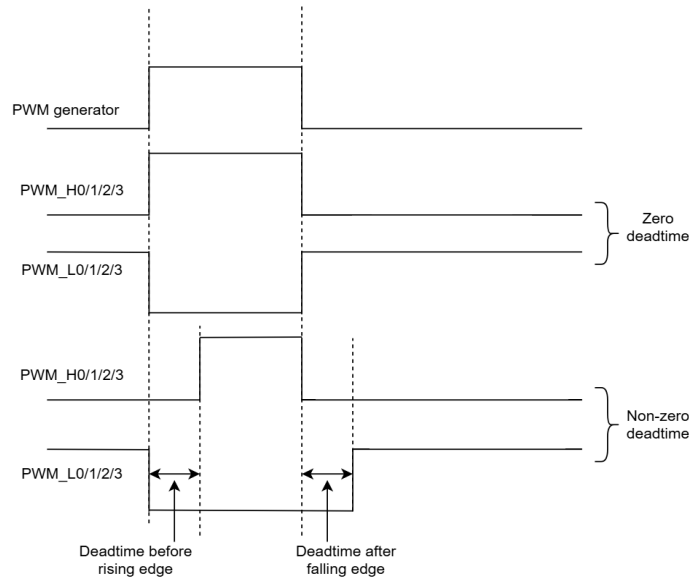 PWM generator
PWM_H0/1/2/3
Zero
deadtime
PWM_L0/1/2/3
PWM_H0/1/2/3
Non-zero
deadtime
PWM_L0/1/2/3
Deadtime before
rising edge
Deadtime after
falling edge